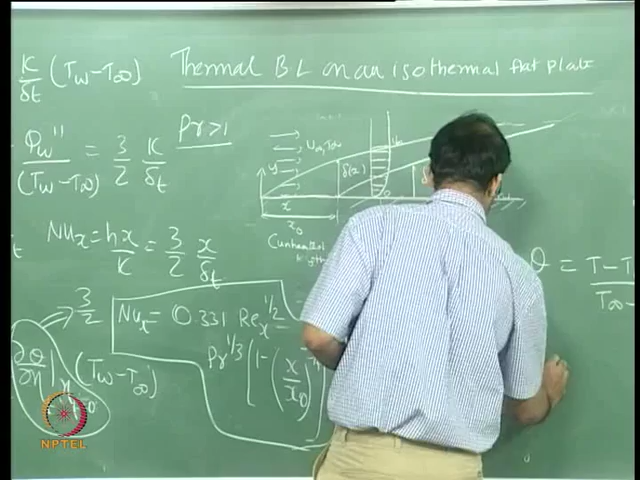 K/δt (Tw-T∞)
Thermal BL on an isothermal flat plate
Pr>1
qw''/(Tw-T∞) = 3/2 K/δt
U∞, T∞
y
δ(x)
x
x0
Nux = hx/K = 3/2 x/δt
θ = T-T
T∞-
3/2
Nux = 0.331 Rex^1/2
Pr^1/3 [1-(x/x0)
∂θ/∂η (Tw-T∞)
NPTEL